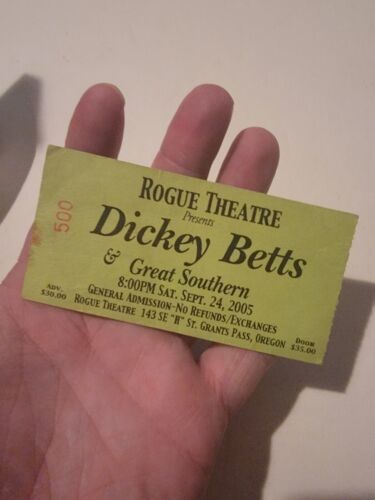 500
ROGUE THEATRE
Presents
Dickey Betts
& Great Southern
8:00PM SAT. SEPT. 24, 2005
ADV. $30.00
GENERAL ADMISSION-NO REFUNDS/EXCHANGES
ROGUE THEATRE 143 SE "H" ST. GRANTS PASS, OREGON
DOOR $35.00